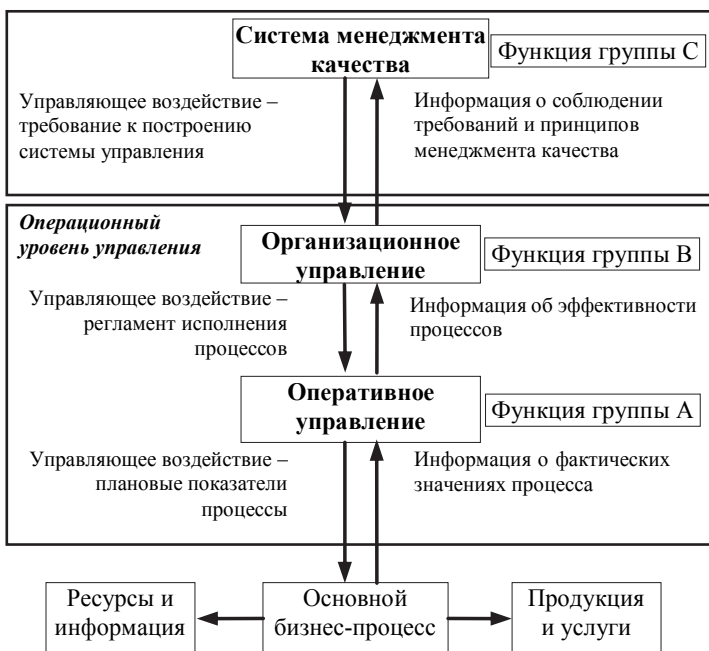 Система менеджмента
качества
Функция группы С
Управляющее воздействие –
требование к построению
системы управления
Информация о соблюдении
требований и принципов
менеджмента качества
Операционный
уровень управления
Организационное
управление
Функция группы В
Управляющее воздействие –
регламент исполнения
процессов
Информация об эффективности
процессов
Оперативное
управление
Функция группы А
Управляющее воздействие –
плановые показатели
процессы
Информация о фактических
значениях процесса
Ресурсы и
информация
Основной
бизнес-процесс
Продукция
и услуги